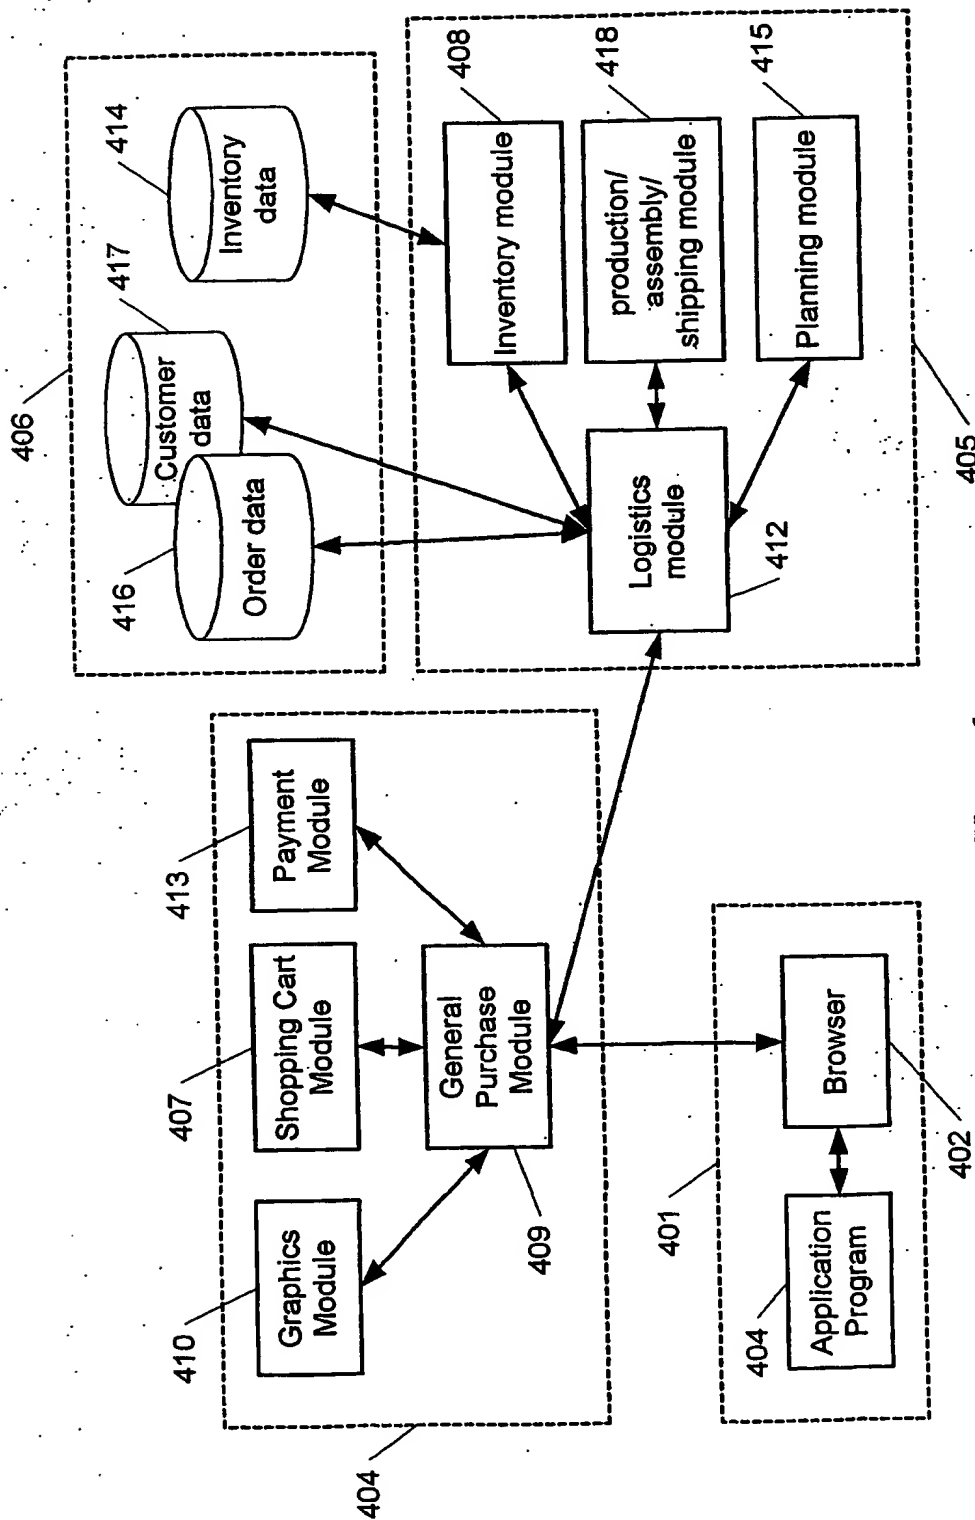 406
416
Order data
Customer
data
417
Inventory
data
414
410
Graphics
Module
407
Shopping Cart
Module
413
Payment
Module
General
Purchase
Module
409
404
Inventory module
408
production/
assembly/
shipping module
418
Planning module
415
Logistics
module
412
405
401
404
Application
Program
Browser
402